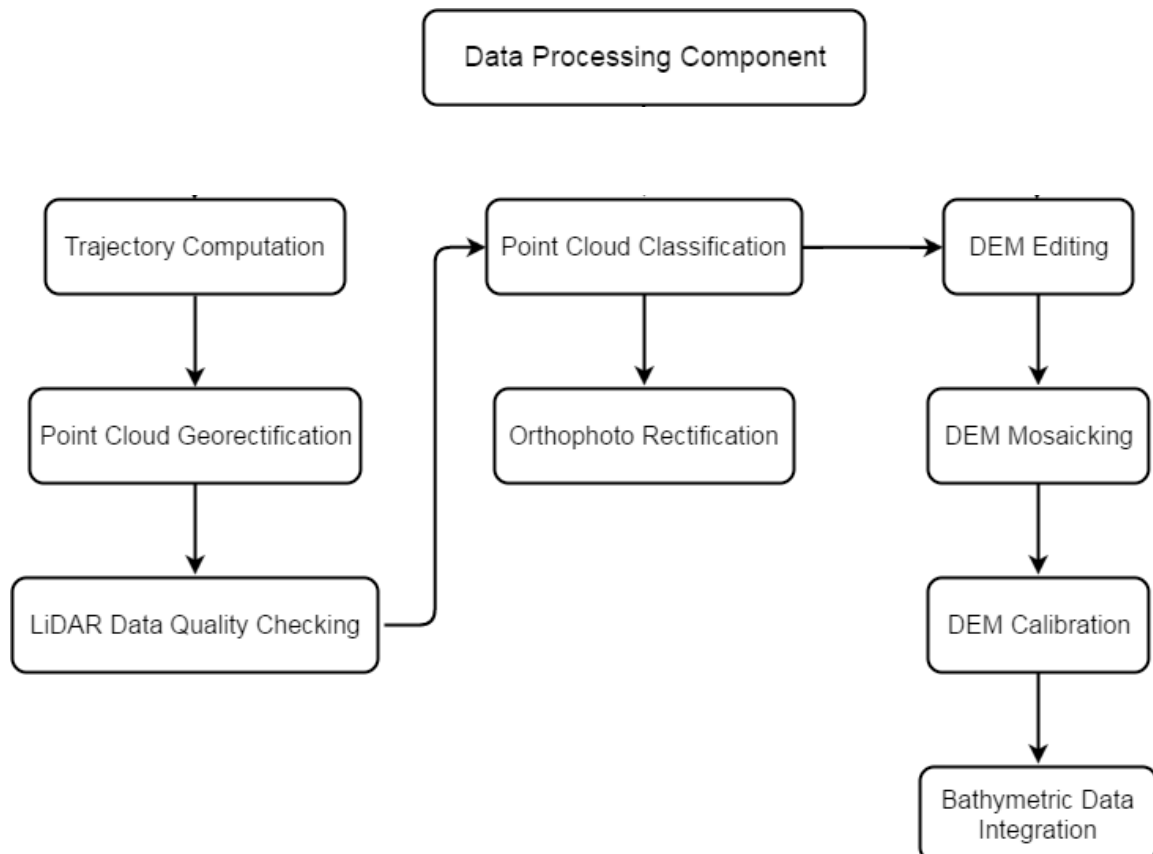 Data Processing Component
Trajectory Computation
Point Cloud Georectification
LiDAR Data Quality Checking
Point Cloud Classification
Orthophoto Rectification
DEM Editing
DEM Mosaicking
DEM Calibration
Bathymetric Data
Integration